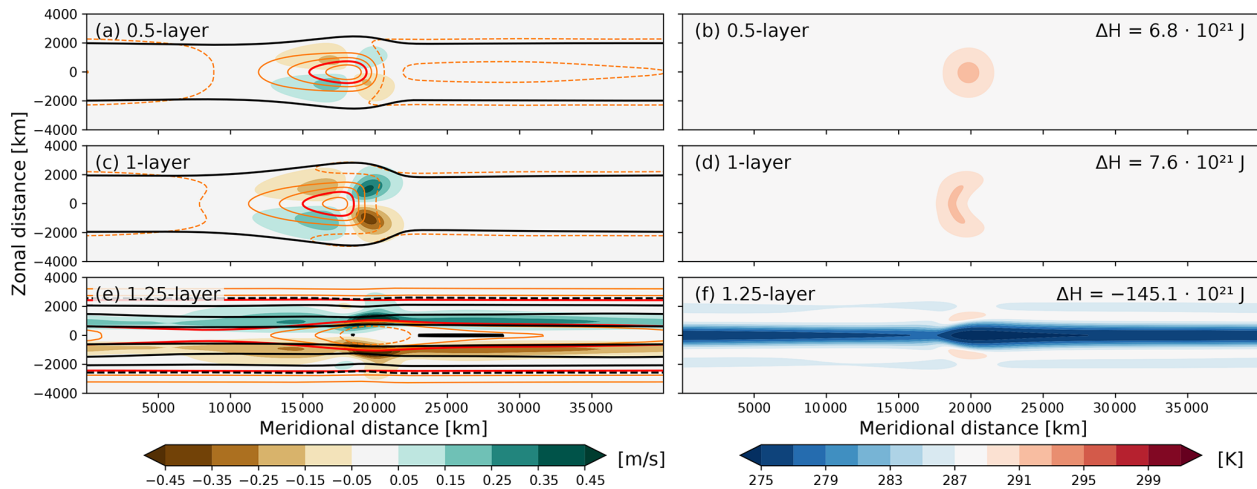 (a) 0.5-layer
(b) 0.5-layer
ΔH = 6.8 · 10²¹ J
4000
2000
0
−2000
−4000
(c) 1-layer
(d) 1-layer
ΔH = 7.6 · 10²¹ J
4000
2000
0
−2000
−4000
Zonal distance [km]
(e) 1.25-layer
(f) 1.25-layer
ΔH = −145.1 · 10²¹ J
4000
2000
0
−2000
−4000
5000 10 000 15 000 20 000 25 000 30 000 35 000
5000 10 000 15 000 20 000 25 000 30 000 35 000
Meridional distance [km]
Meridional distance [km]
−0.45 −0.35 −0.25 −0.15 −0.05 0.05 0.15 0.25 0.35 0.45
[m/s]
275 279 283 287 291 295 299
[K]